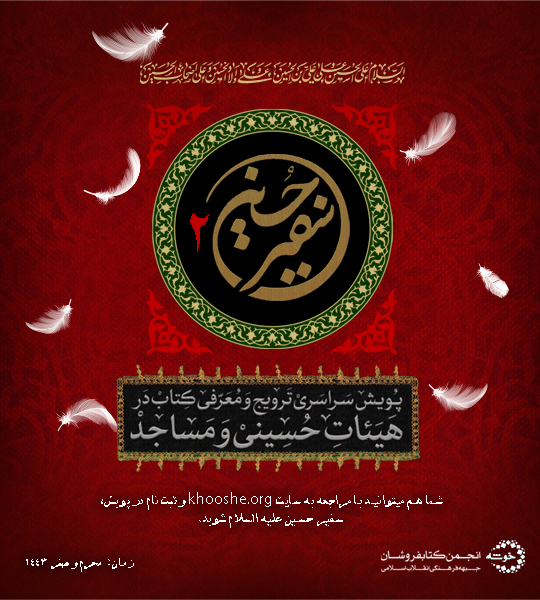 السلام علی الحسین و علی علی بن الحسین و علی اولاد الحسین و علی اصحاب الحسین
سفیر حسین
۲
پویش سراسری ترویج و معرفی کتاب در
هیئات حسینی و مساجد
شما هم میتوانید با مراجعه به سایت khooshe.org و ثبت نام در پویش،
سفیر حسین علیه السلام شوید.
خوشه
انجمن کتابفروشان
جبهه فرهنگی انقلاب اسلامی
زمان: محرم و صفر ۱۴۴۳